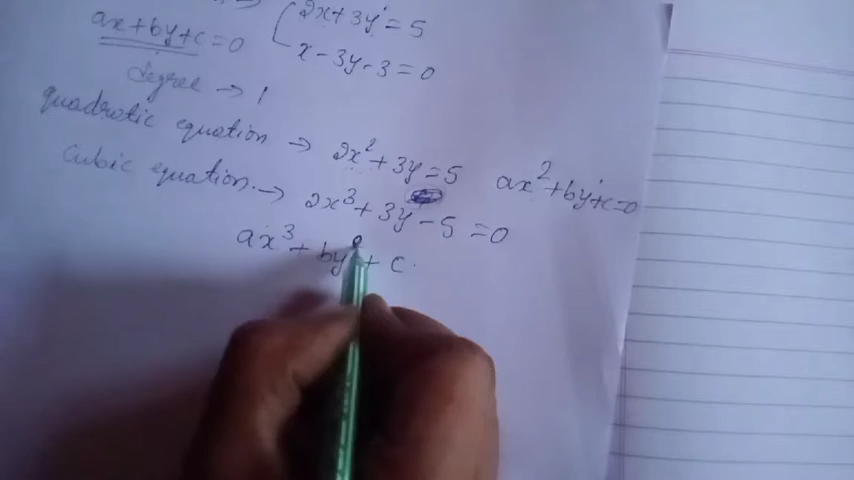 2x+3y=5
ax+by+c=0
x-3y-3=0
degree → 1
quadratic equation → 2x²+3y=5 ax²+by+c=0
Cubic equation. → 2x³+3y-5=0
ax³+by+c.